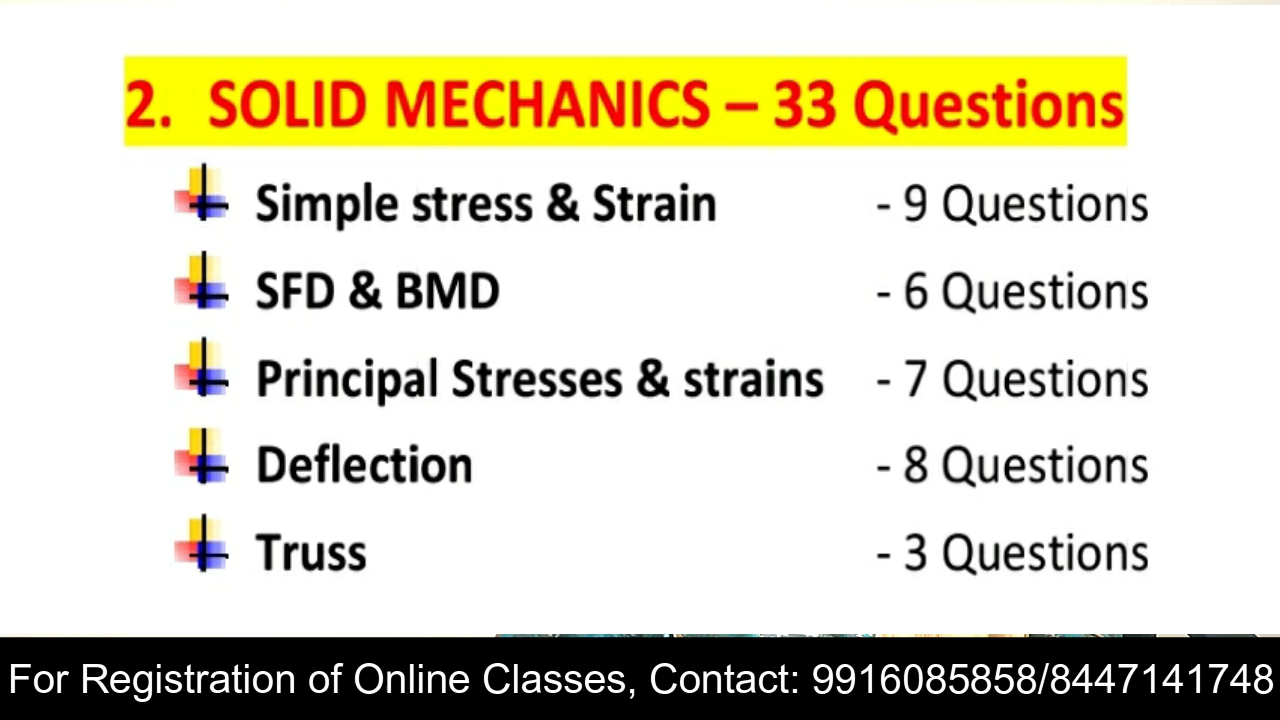 2. SOLID MECHANICS – 33 Questions
Simple stress & Strain - 9 Questions
SFD & BMD - 6 Questions
Principal Stresses & strains - 7 Questions
Deflection - 8 Questions
Truss - 3 Questions
For Registration of Online Classes, Contact: 9916085858/8447141748